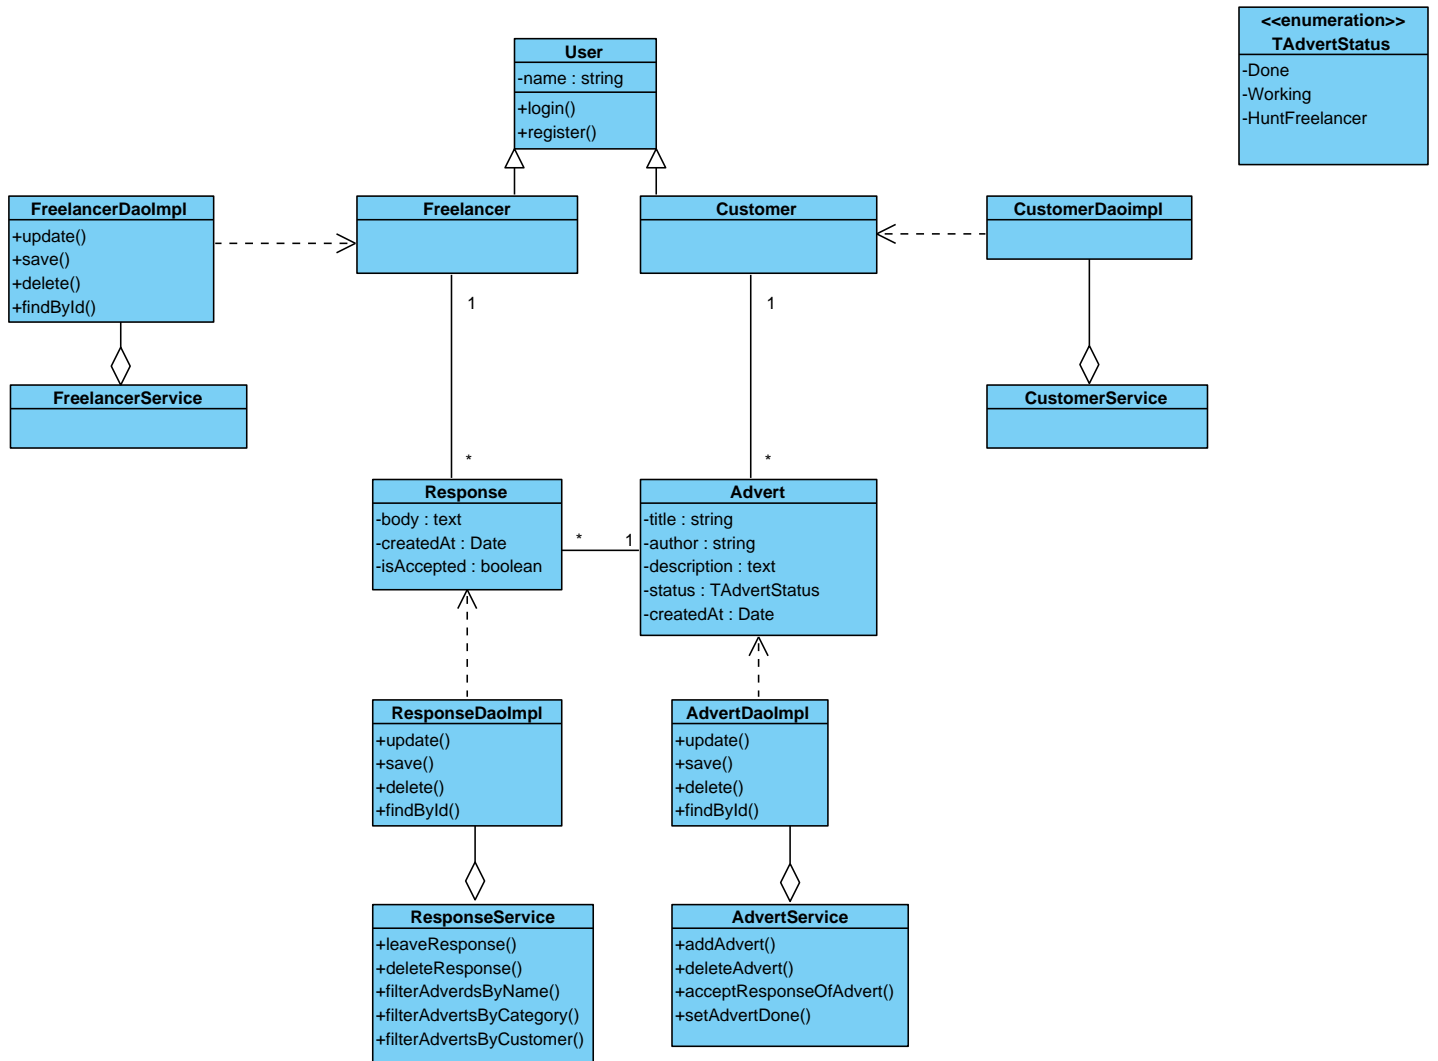 <<enumeration>>
TAdvertStatus
-Done
-Working
-HuntFreelancer
User
-name : string
+login()
+register()
FreelancerDaoImpl
+update()
+save()
+delete()
+findById()
Freelancer
Customer
CustomerDaoimpl
1
1
FreelancerService
CustomerService
*
*
Response
-body : text
-createdAt : Date
-isAccepted : boolean
*
1
Advert
-title : string
-author : string
-description : text
-status : TAdvertStatus
-createdAt : Date
ResponseDaoImpl
+update()
+save()
+delete()
+findById()
AdvertDaoImpl
+update()
+save()
+delete()
+findById()
ResponseService
+leaveResponse()
+deleteResponse()
+filterAdverdsByName()
+filterAdvertsByCategory()
+filterAdvertsByCustomer()
AdvertService
+addAdvert()
+deleteAdvert()
+acceptResponseOfAdvert()
+setAdvertDone()